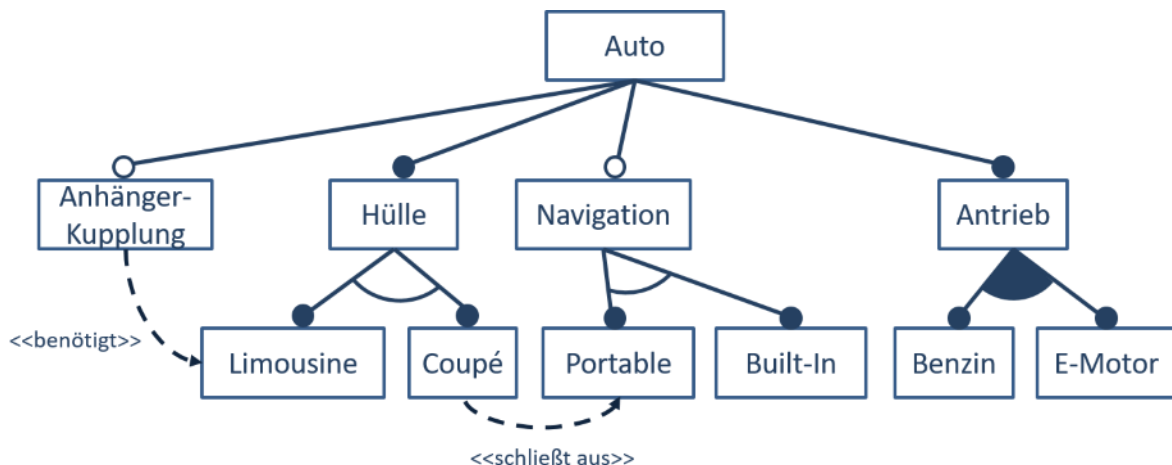 Auto
Anhänger-
Kupplung
Hülle
Navigation
Antrieb
<<benötigt>>
Limousine
Coupé
Portable
Built-In
Benzin
E-Motor
<<schließt aus>>